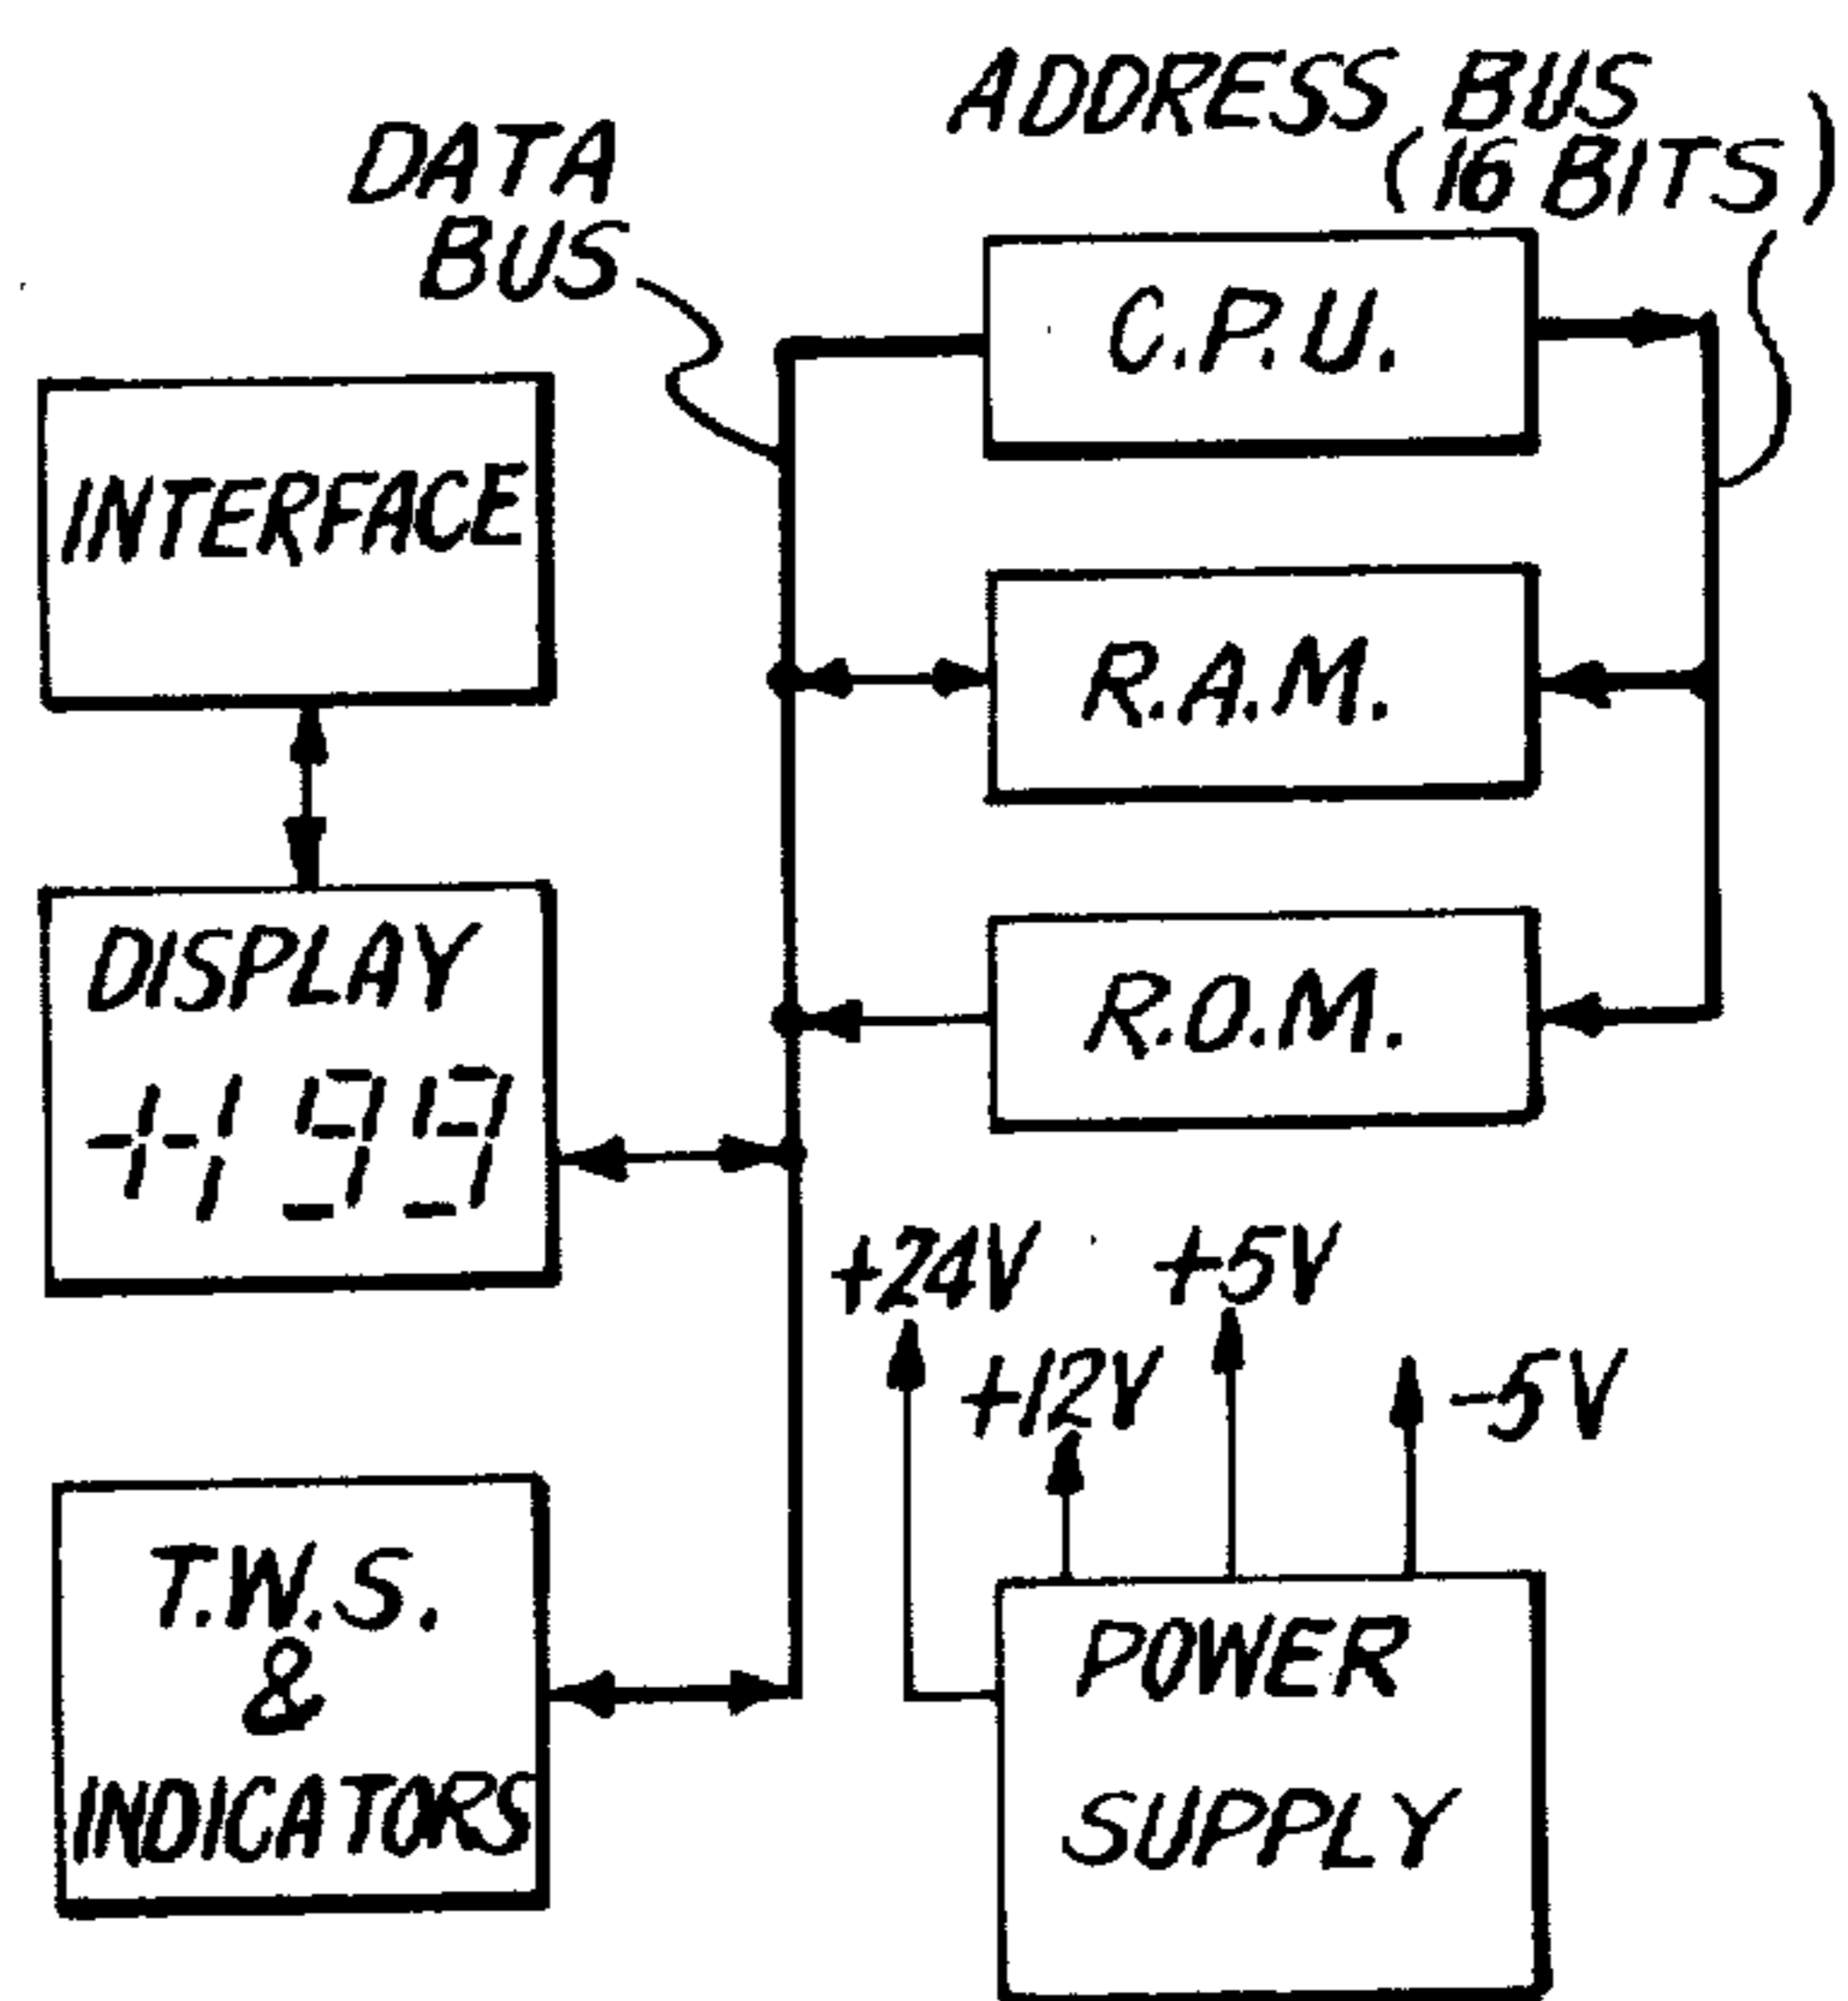 ADDRESS BUS
(16 BITS)
DATA
BUS
C.P.U.
INTERFACE
R.A.M.
DISPLAY
+199
R.O.M.
+24V
+5V
+12V
-5V
T.W.S.
&
INDICATORS
POWER
SUPPLY